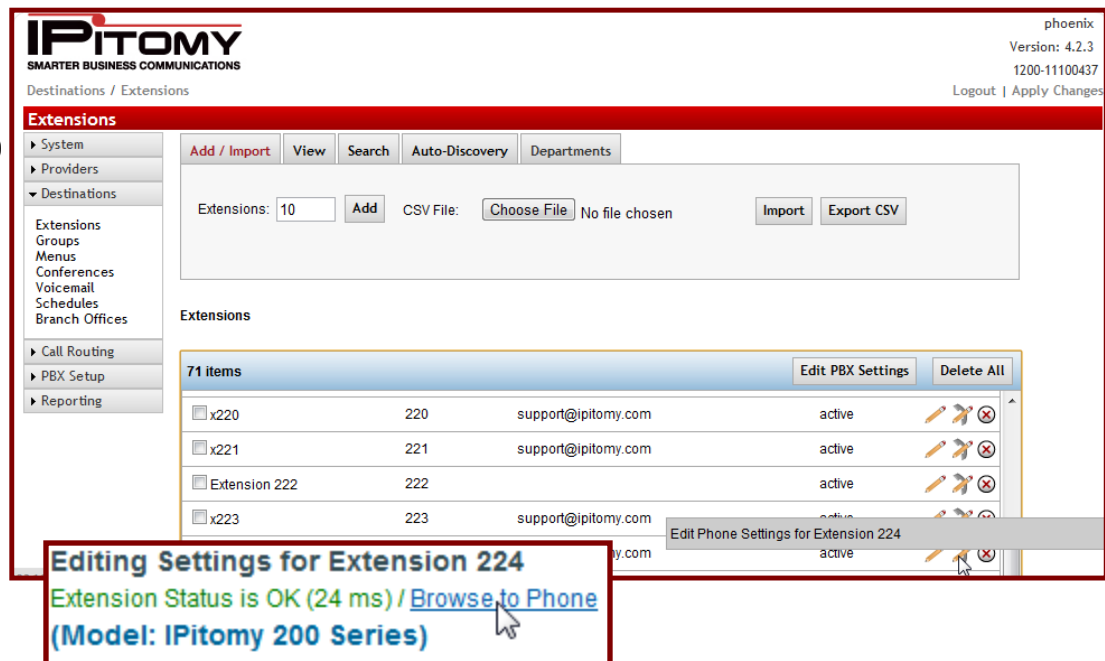 IPITOMY
SMARTER BUSINESS COMMUNICATIONS
phoenix
Version: 4.2.3
1200-11100437
Destinations / Extensions
Logout | Apply Changes
Extensions
System
Providers
Destinations
Extensions
Groups
Menus
Conferences
Voicemail
Schedules
Branch Offices
Call Routing
PBX Setup
Reporting
Add / Import View Search Auto-Discovery Departments
Extensions: 10 Add CSV File: Choose File No file chosen Import Export CSV
Extensions
71 items Edit PBX Settings Delete All
x220 220 support@ipitomy.com active
x221 221 support@ipitomy.com active
Extension 222 222 active
x223 223 support@ipitomy.com active
Edit Phone Settings for Extension 224
active
Editing Settings for Extension 224
Extension Status is OK (24 ms) / Browse to Phone
(Model: IPitomy 200 Series)